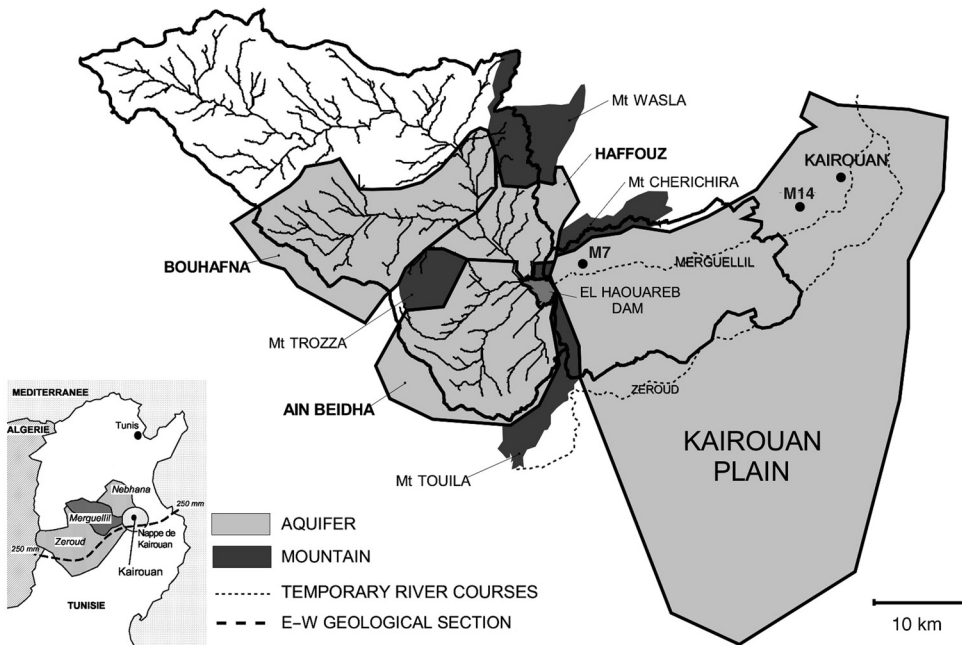 Mt WASLA
HAFFOUZ
Mt CHERICHIRA
KAIROUAN
M14
M7
MERGUELLIL
BOUHAFNA
EL HAOUAREB
DAM
Mt TROZZA
AIN BEIDHA
ZEROUD
Mt TOUILA
KAIROUAN
PLAIN
MEDITERRANEE
ALGERIE
Tunis
Nebhana
250 mm
Merguellil
Zeroud
Nappe de
Kairouan
250 mm
Kairouan
TUNISIE
AQUIFER
MOUNTAIN
TEMPORARY RIVER COURSES
E–W GEOLOGICAL SECTION
10 km